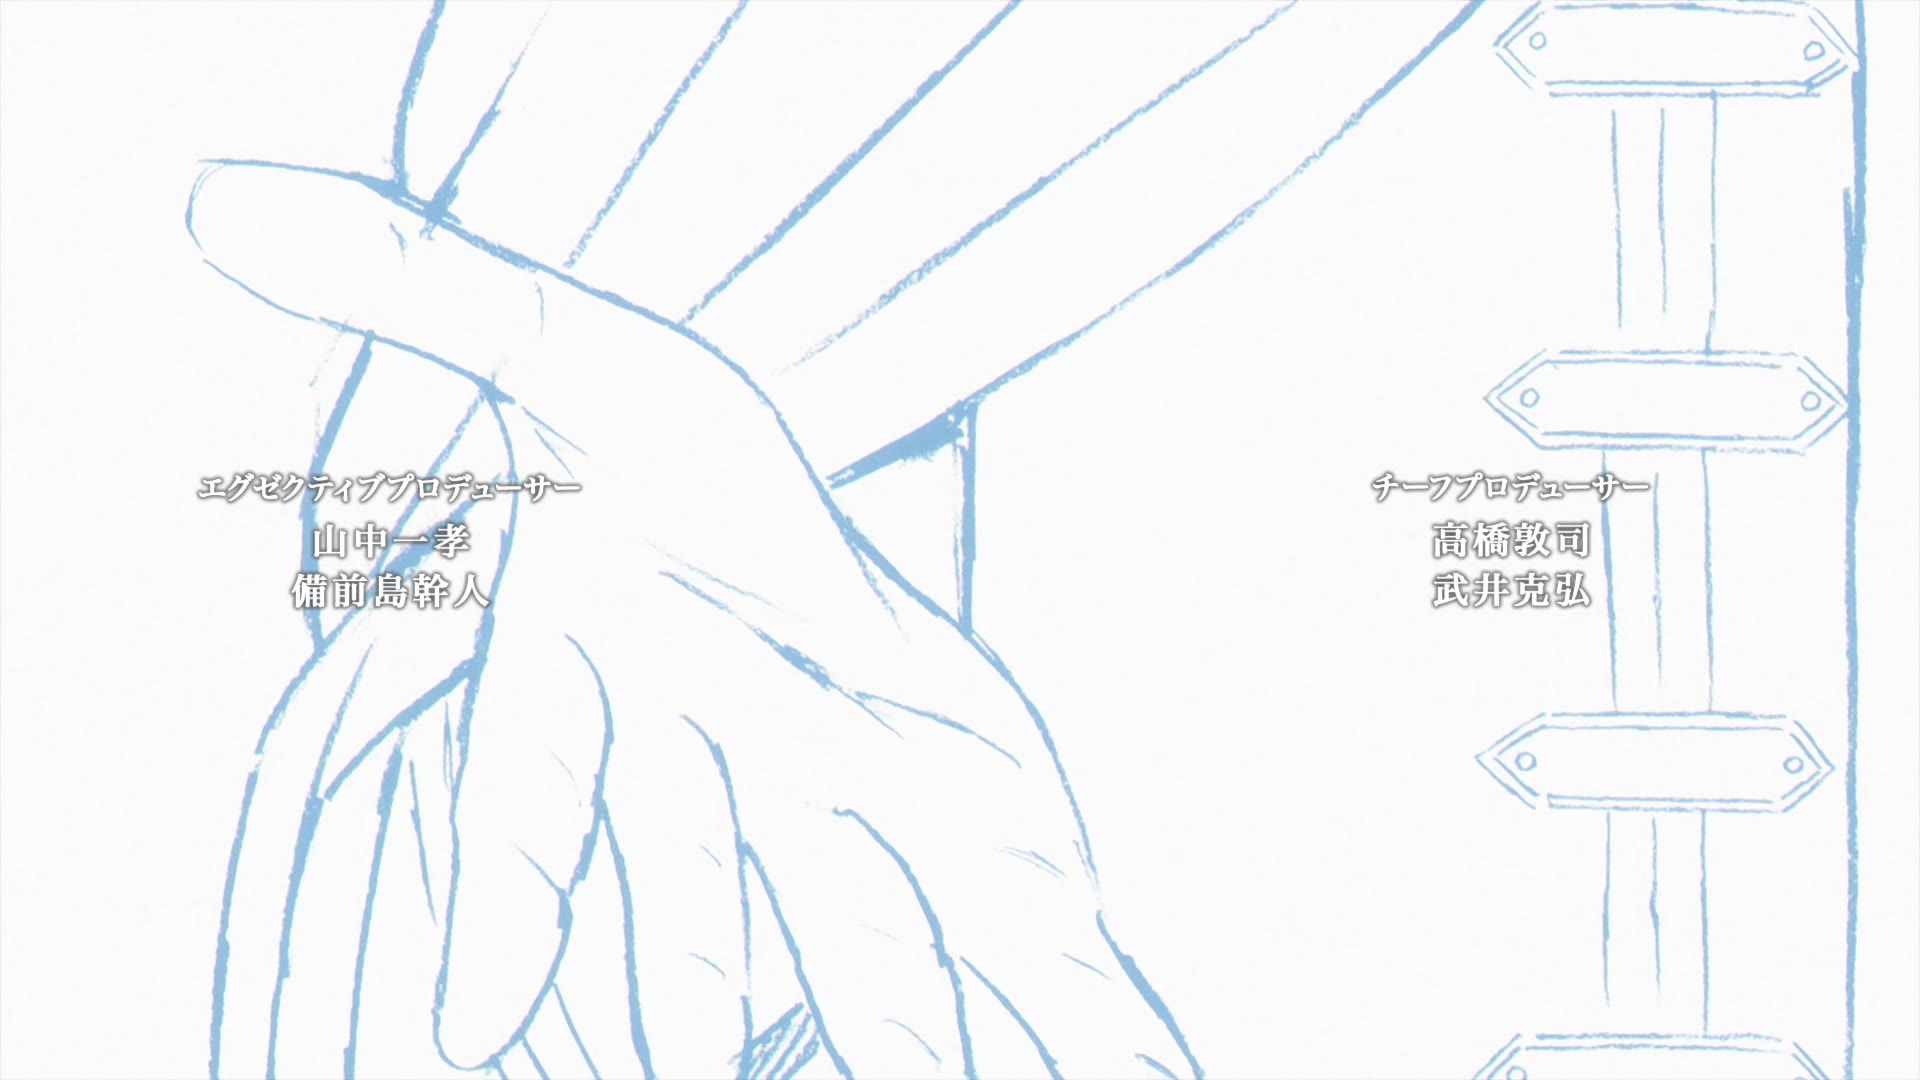 エグゼクティブプロデューサー
山中一孝
備前島幹人
チーフプロデューサー
高橋敦司
武井克弘